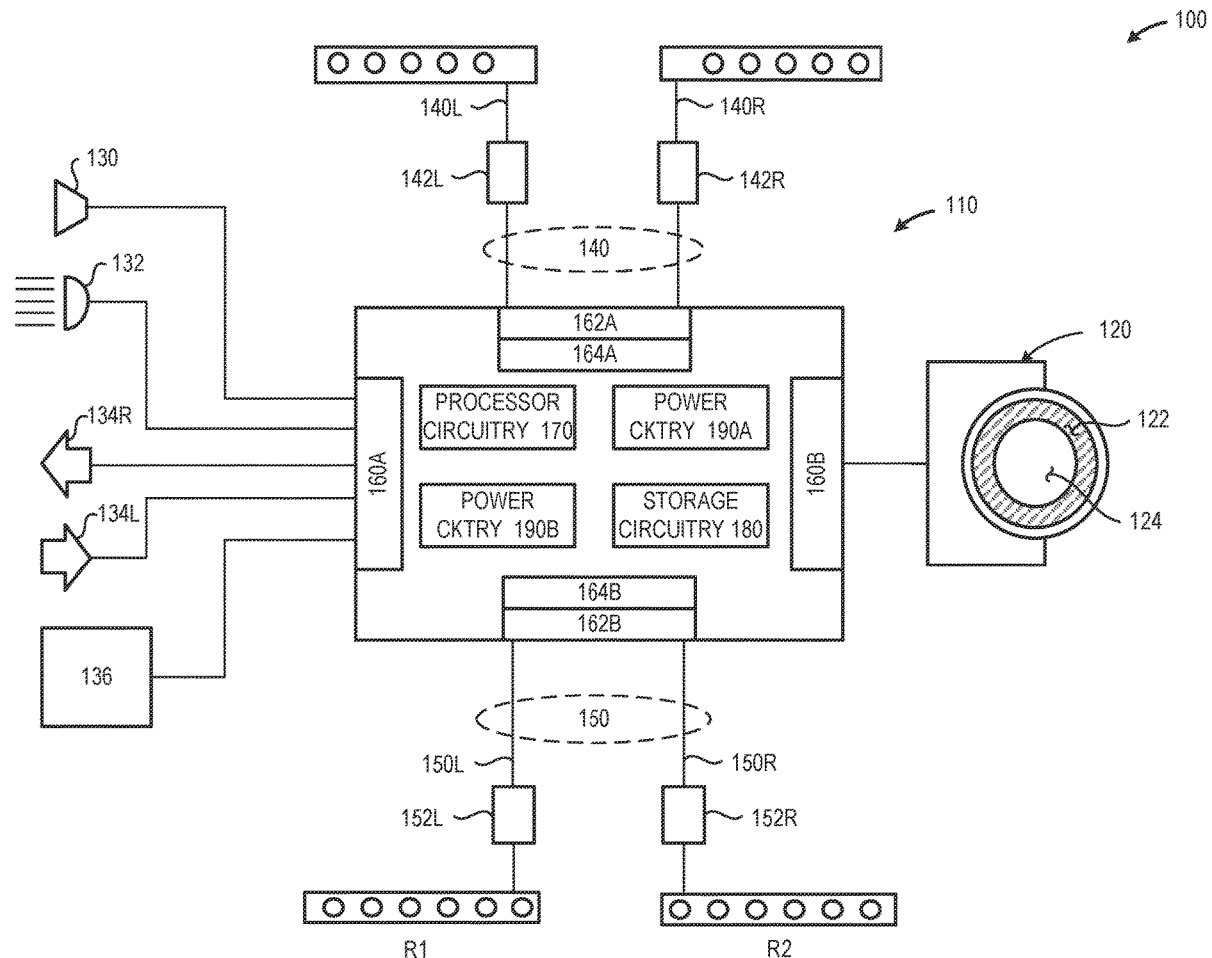 100
140L
140R
130
142L
142R
110
140
132
162A
164A
120
134R
PROCESSOR
CIRCUITRY 170
POWER
CKTRY 190A
122
160A
160B
134L
POWER
CKTRY 190B
STORAGE
CIRCUITRY 180
124
164B
162B
136
150
150L
150R
152L
152R
R1
R2